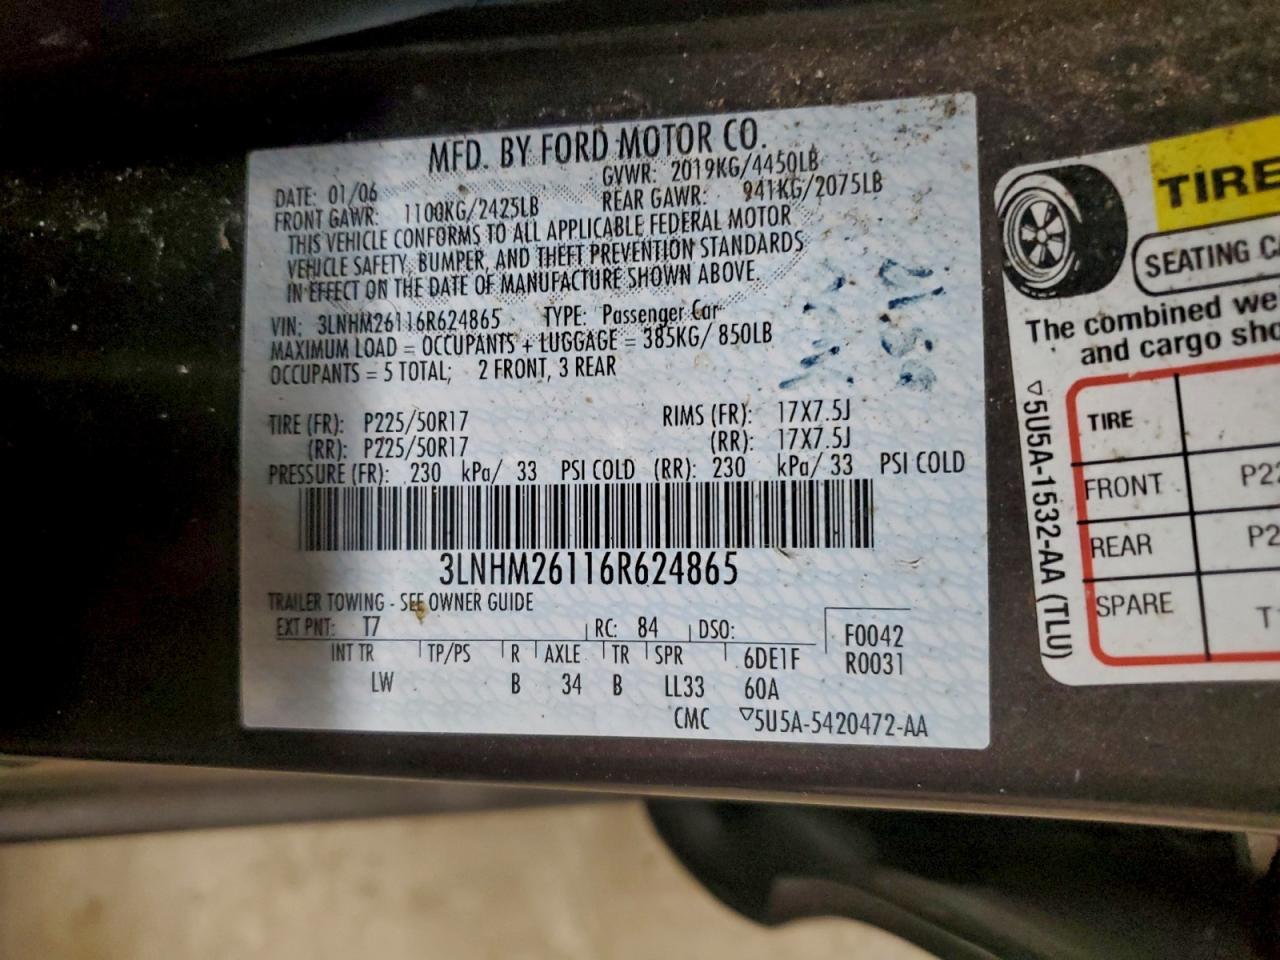 MFD. BY FORD MOTOR CO.
DATE: 01/06 GVWR: 2019KG/4450LB
FRONT GAWR: 1100KG/2425LB REAR GAWR: 941KG/2075LB
THIS VEHICLE CONFORMS TO ALL APPLICABLE FEDERAL MOTOR
VEHICLE SAFETY, BUMPER, AND THEFT PREVENTION STANDARDS
IN EFFECT ON THE DATE OF MANUFACTURE SHOWN ABOVE.
VIN: 3LNHM26116R624865 TYPE: Passenger Car
MAXIMUM LOAD = OCCUPANTS + LUGGAGE = 385KG/ 850LB
OCCUPANTS = 5 TOTAL; 2 FRONT, 3 REAR
TIRE (FR): P225/50R17 RIMS (FR): 17X7.5J
(RR): P225/50R17 (RR): 17X7.5J
PRESSURE (FR): 230 kPa/ 33 PSI COLD (RR): 230 kPa/ 33 PSI COLD
3LNHM26116R624865
TRAILER TOWING - SEE OWNER GUIDE
EXT PNT: T7 RC: 84 DSO: F0042
INT TR TP/PS R AXLE TR SPR 6DE1F R0031
LW B 34 B LL33 60A
CMC 5U5A-5420472-AA
TIRE
SEATING
The combined
and cargo
5U5A-1532-AA (TLU)
TIRE
FRONT
REAR
SPARE